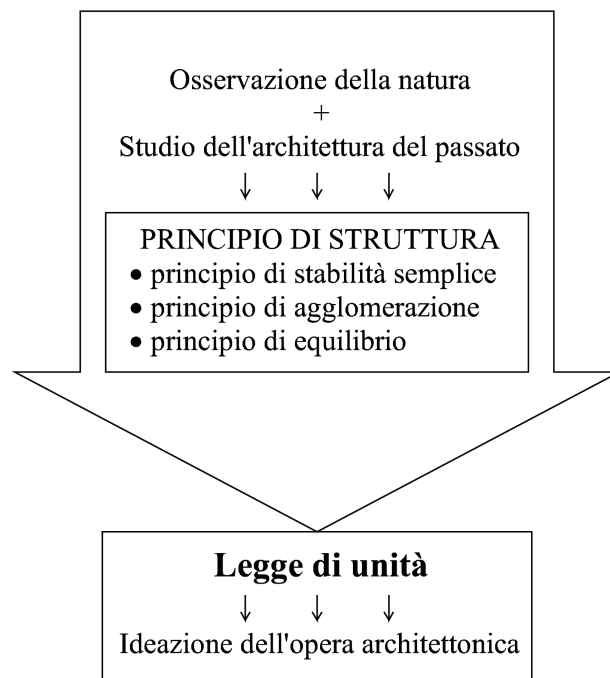 Osservazione della natura
+
Studio dell'architettura del passato
↓ ↓ ↓
PRINCIPIO DI STRUTTURA
• principio di stabilità semplice
• principio di agglomerazione
• principio di equilibrio
Legge di unità
↓ ↓ ↓
Ideazione dell'opera architettonica